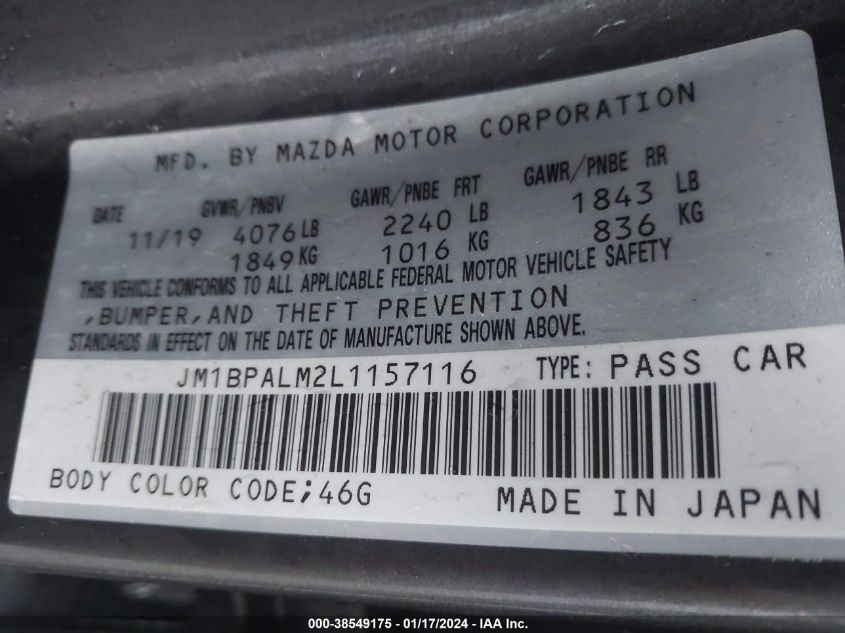 MFD. BY MAZDA MOTOR CORPORATION
DATE GVWR/PNBV GAWR/PNBE FRT GAWR/PNBE RR
11/19 4076LB 2240 LB 1843 LB
1849KG 1016 KG 836 KG
THIS VEHICLE CONFORMS TO ALL APPLICABLE FEDERAL MOTOR VEHICLE SAFETY
,BUMPER,AND THEFT PREVENTION
STANDARDS IN EFFECT ON THE DATE OF MANUFACTURE SHOWN ABOVE.
JM1BPALM2L1157116 TYPE: PASS CAR
BODY COLOR CODE;46G MADE IN JAPAN
000-38549175 - 01/17/2024 - IAA Inc.